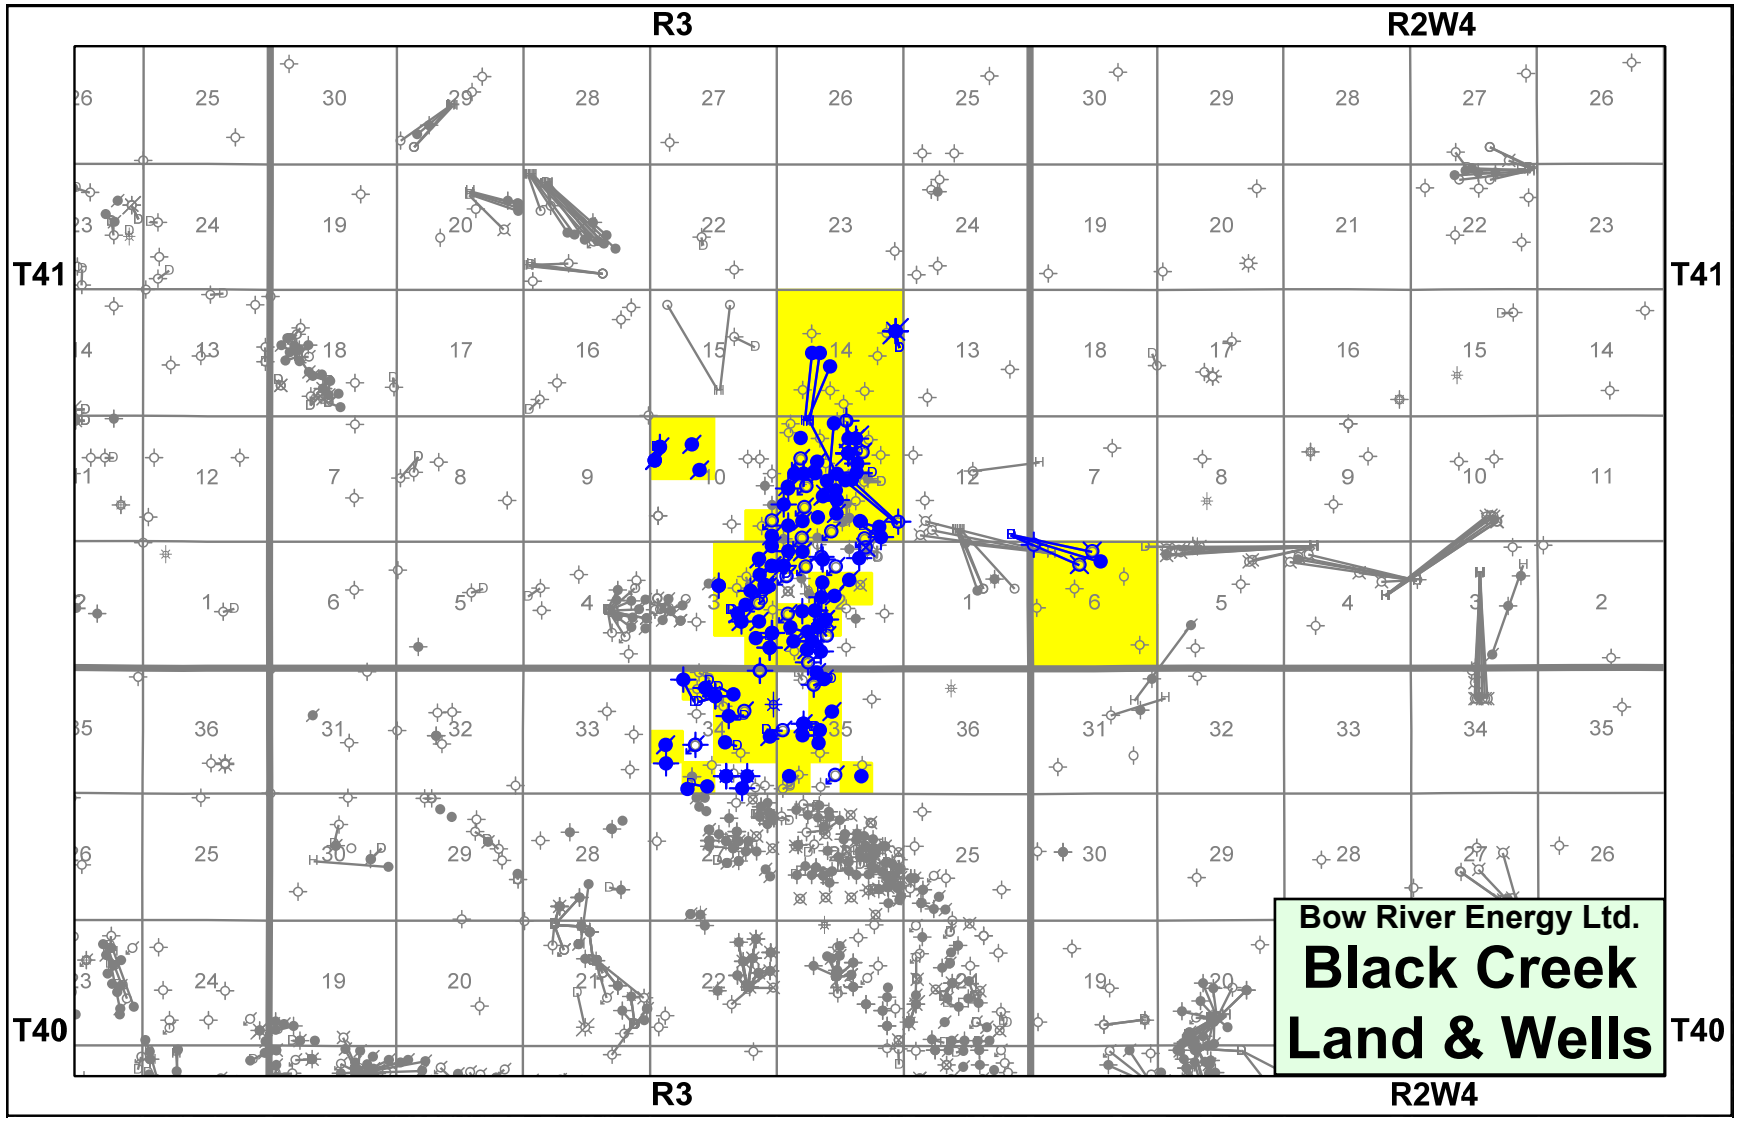 R3 R2W4
26 25 30 29 28 27 26 25 30 29 28 27 26
23 24 19 20 22 23 24 19 20 21 22 23
T41 T41
14 13 18 17 16 15 14 13 18 17 16 15 14
11 12 7 8 9 10 12 7 8 9 10 11
2 1 6 5 4 3 2 1 6 5 4 3 2
35 36 31 32 33 34 35 36 31 32 33 34 35
26 25 30 29 28 27 25 30 29 28 27 26
Bow River Energy Ltd.
Black Creek
23 24 19 20 21 22 19 20
Land & Wells
T40 T40
R3 R2W4